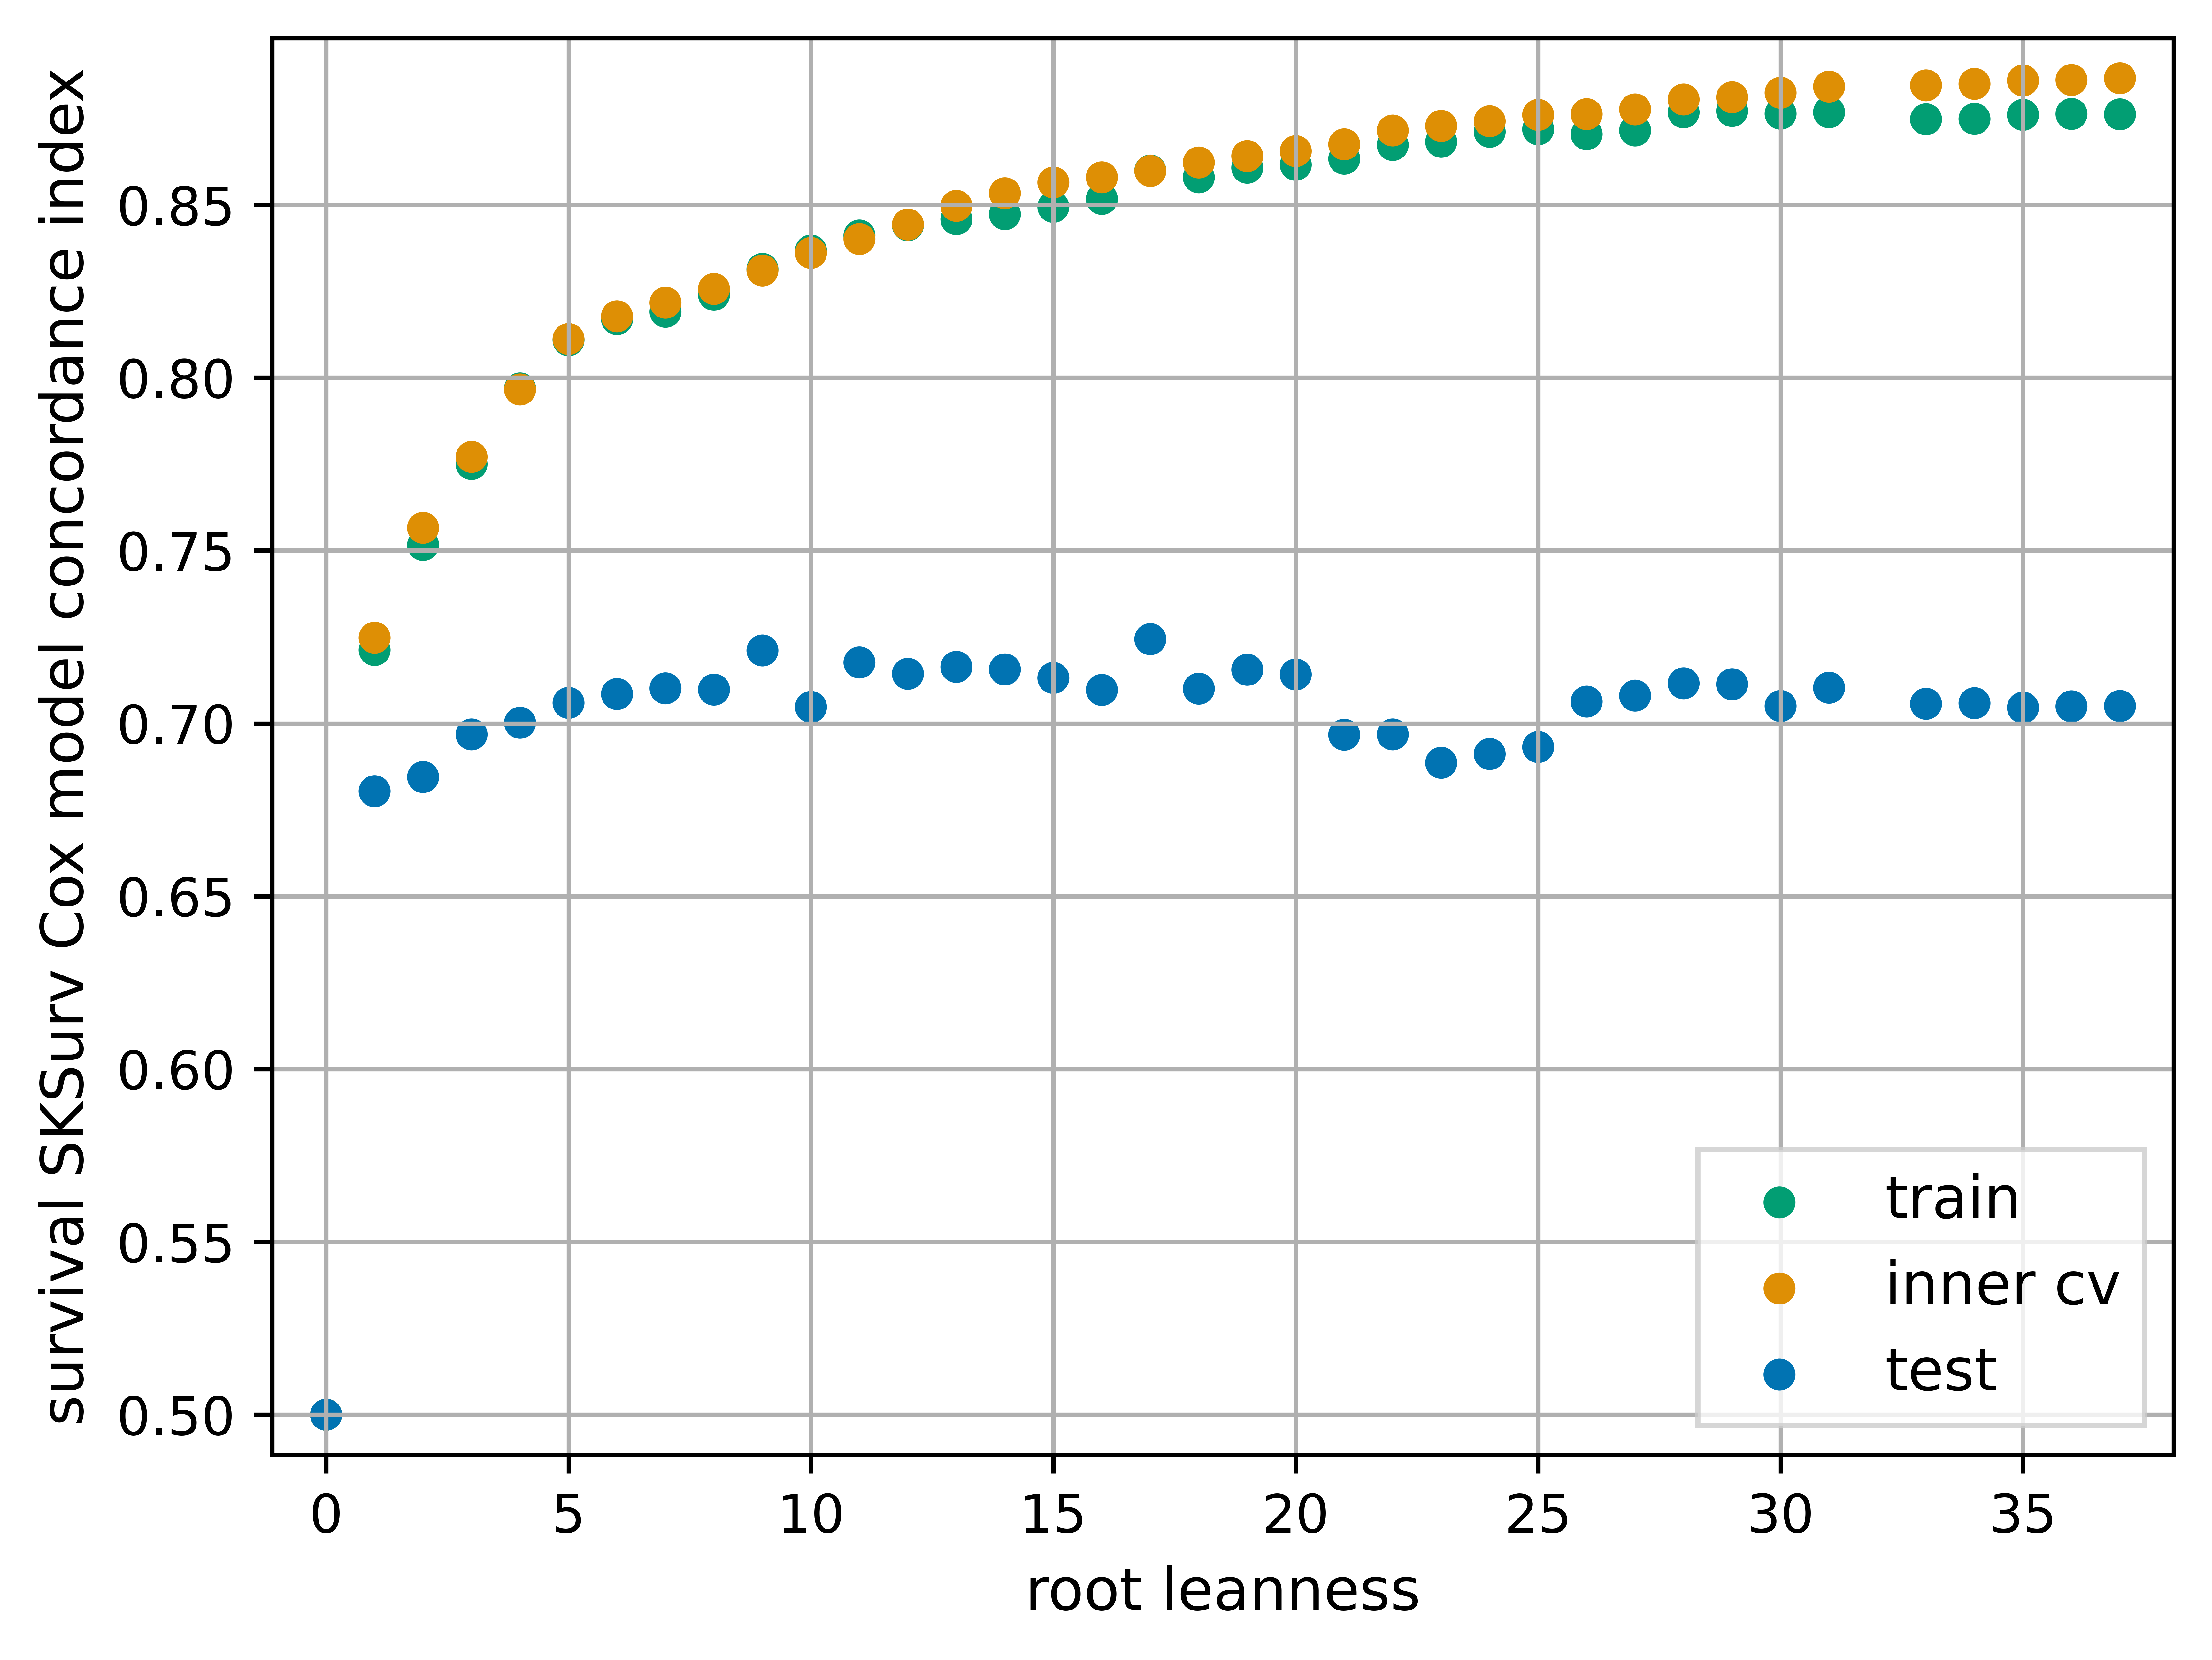 survival SKSurv Cox model concordance index
0.85
0.80
0.75
0.70
0.65
0.60
0.55
0.50
train
inner cv
test
0 5 10 15 20 25 30 35
root leanness